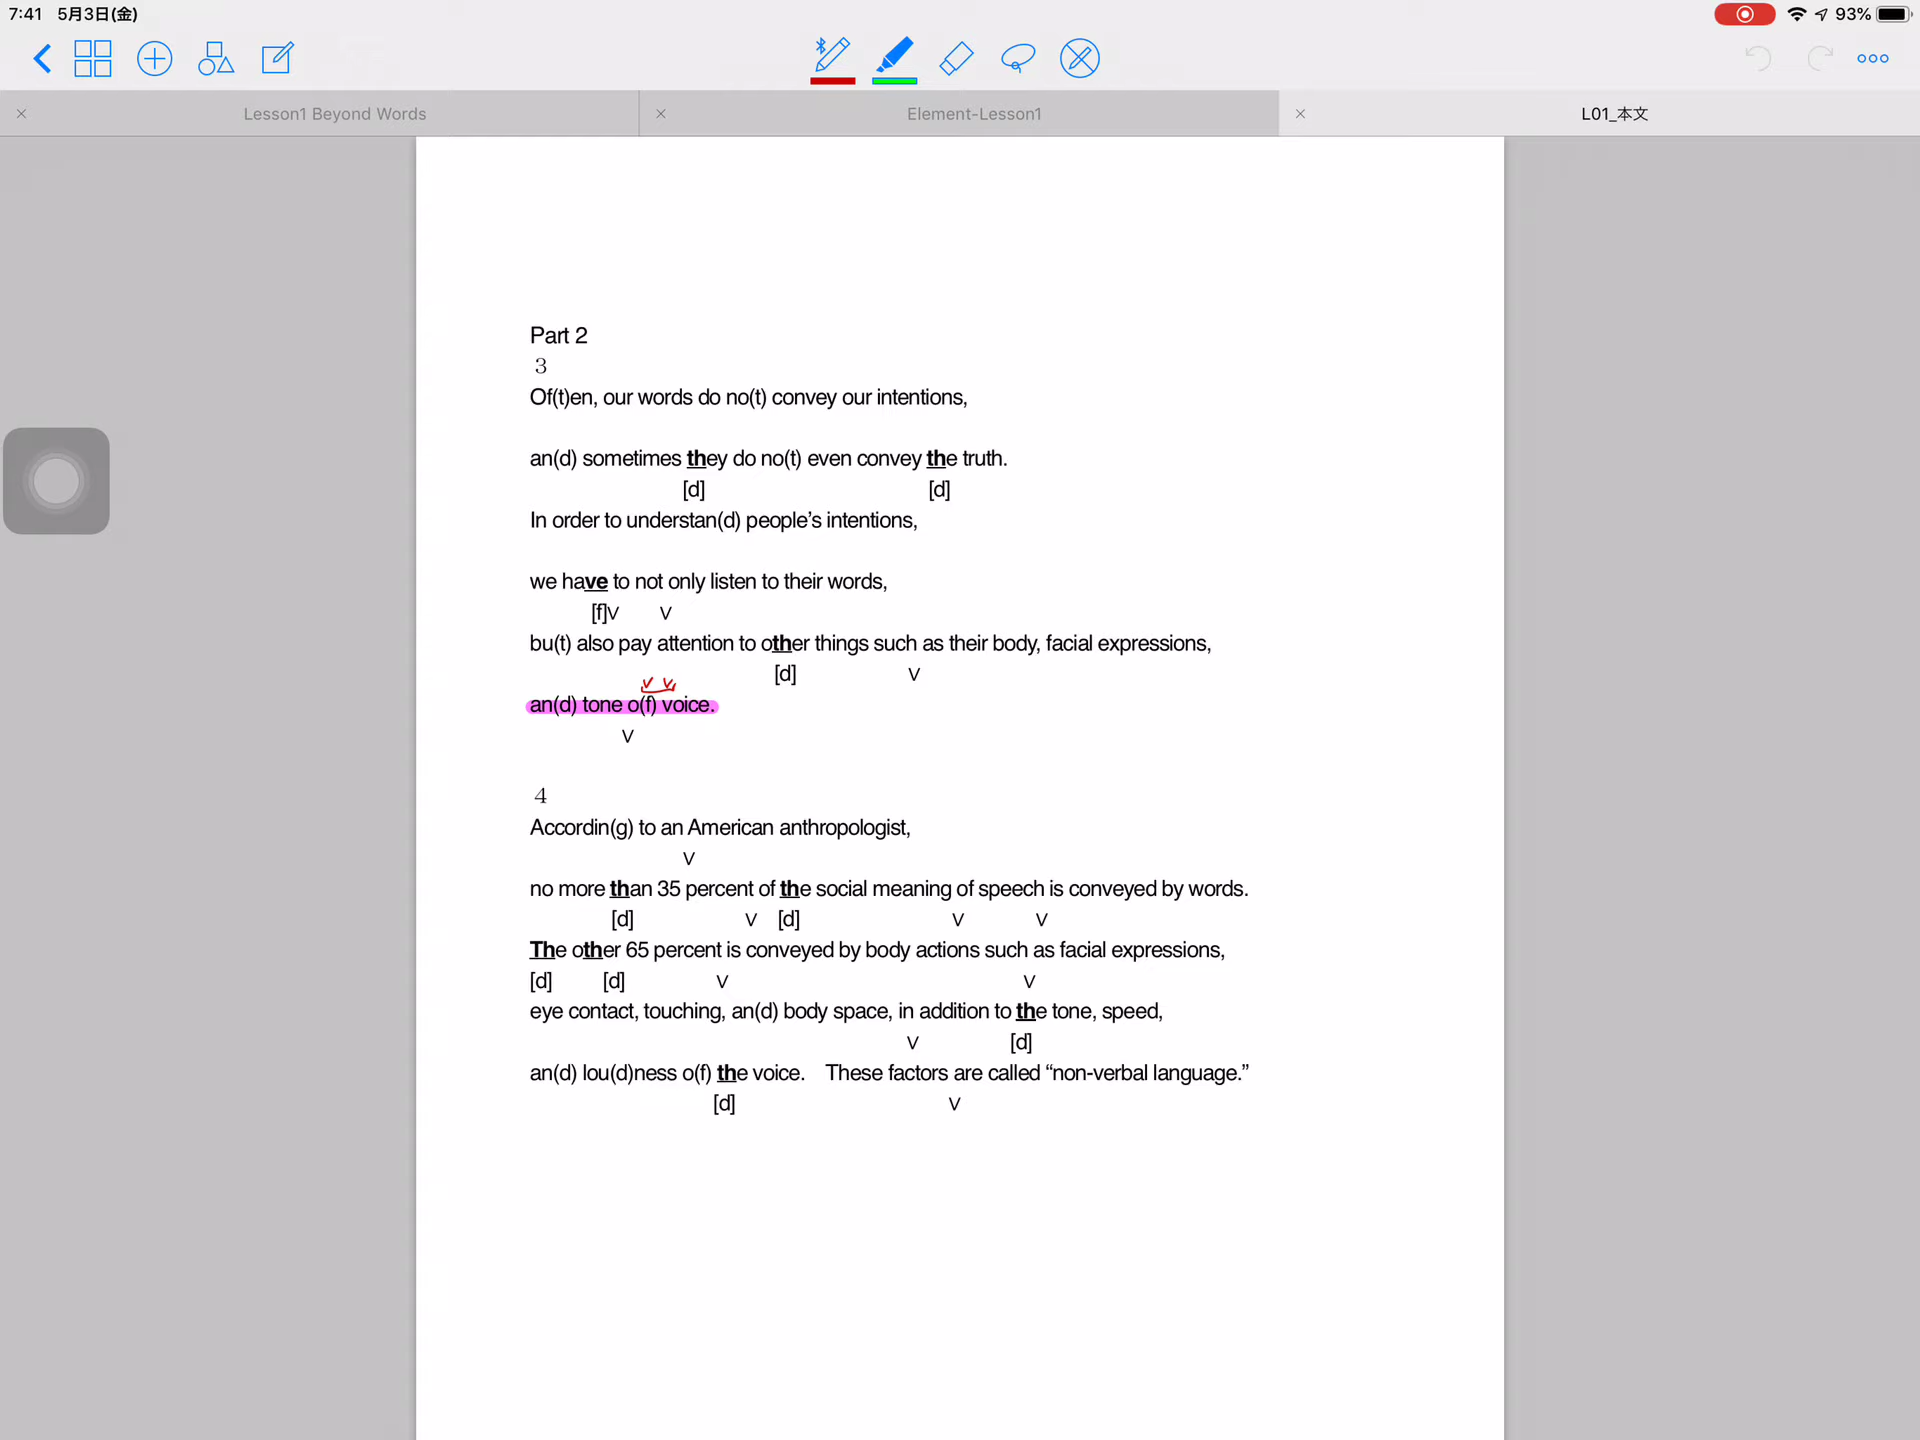 7:41 5月3日(金) 93%
Lesson1 Beyond Words Element-Lesson1 L01_本文
Part 2
3
Of(t)en, our words do no(t) convey our intentions,
an(d) sometimes they do no(t) even convey the truth.
[d] [d]
In order to understan(d) people's intentions,
we have to not only listen to their words,
[f]V V
bu(t) also pay attention to other things such as their body, facial expressions,
[d] V
v v
an(d) tone o(f) voice.
V
4
Accordin(g) to an American anthropologist,
V
no more than 35 percent of the social meaning of speech is conveyed by words.
[d] V [d] V V
The other 65 percent is conveyed by body actions such as facial expressions,
[d] [d] V V
eye contact, touching, an(d) body space, in addition to the tone, speed,
V [d]
an(d) lou(d)ness o(f) the voice. These factors are called “non-verbal language.”
[d] V